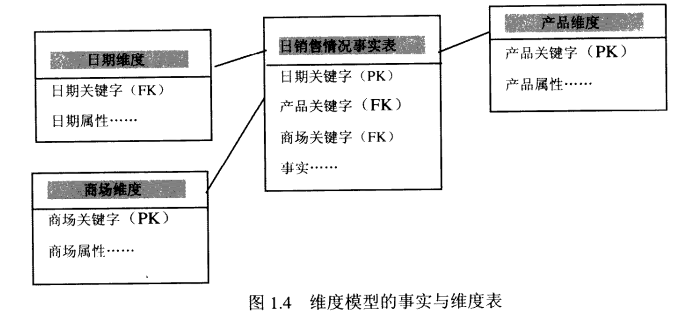 日期维度
日期关键字（FK）
日期属性……
日销售情况事实表
日期关键字（PK）
产品关键字（FK）
商场关键字（FK）
事实……
产品维度
产品关键字（PK）
产品属性……
商场维度
商场关键字（PK）
商场属性……
图 1.4 维度模型的事实与维度表